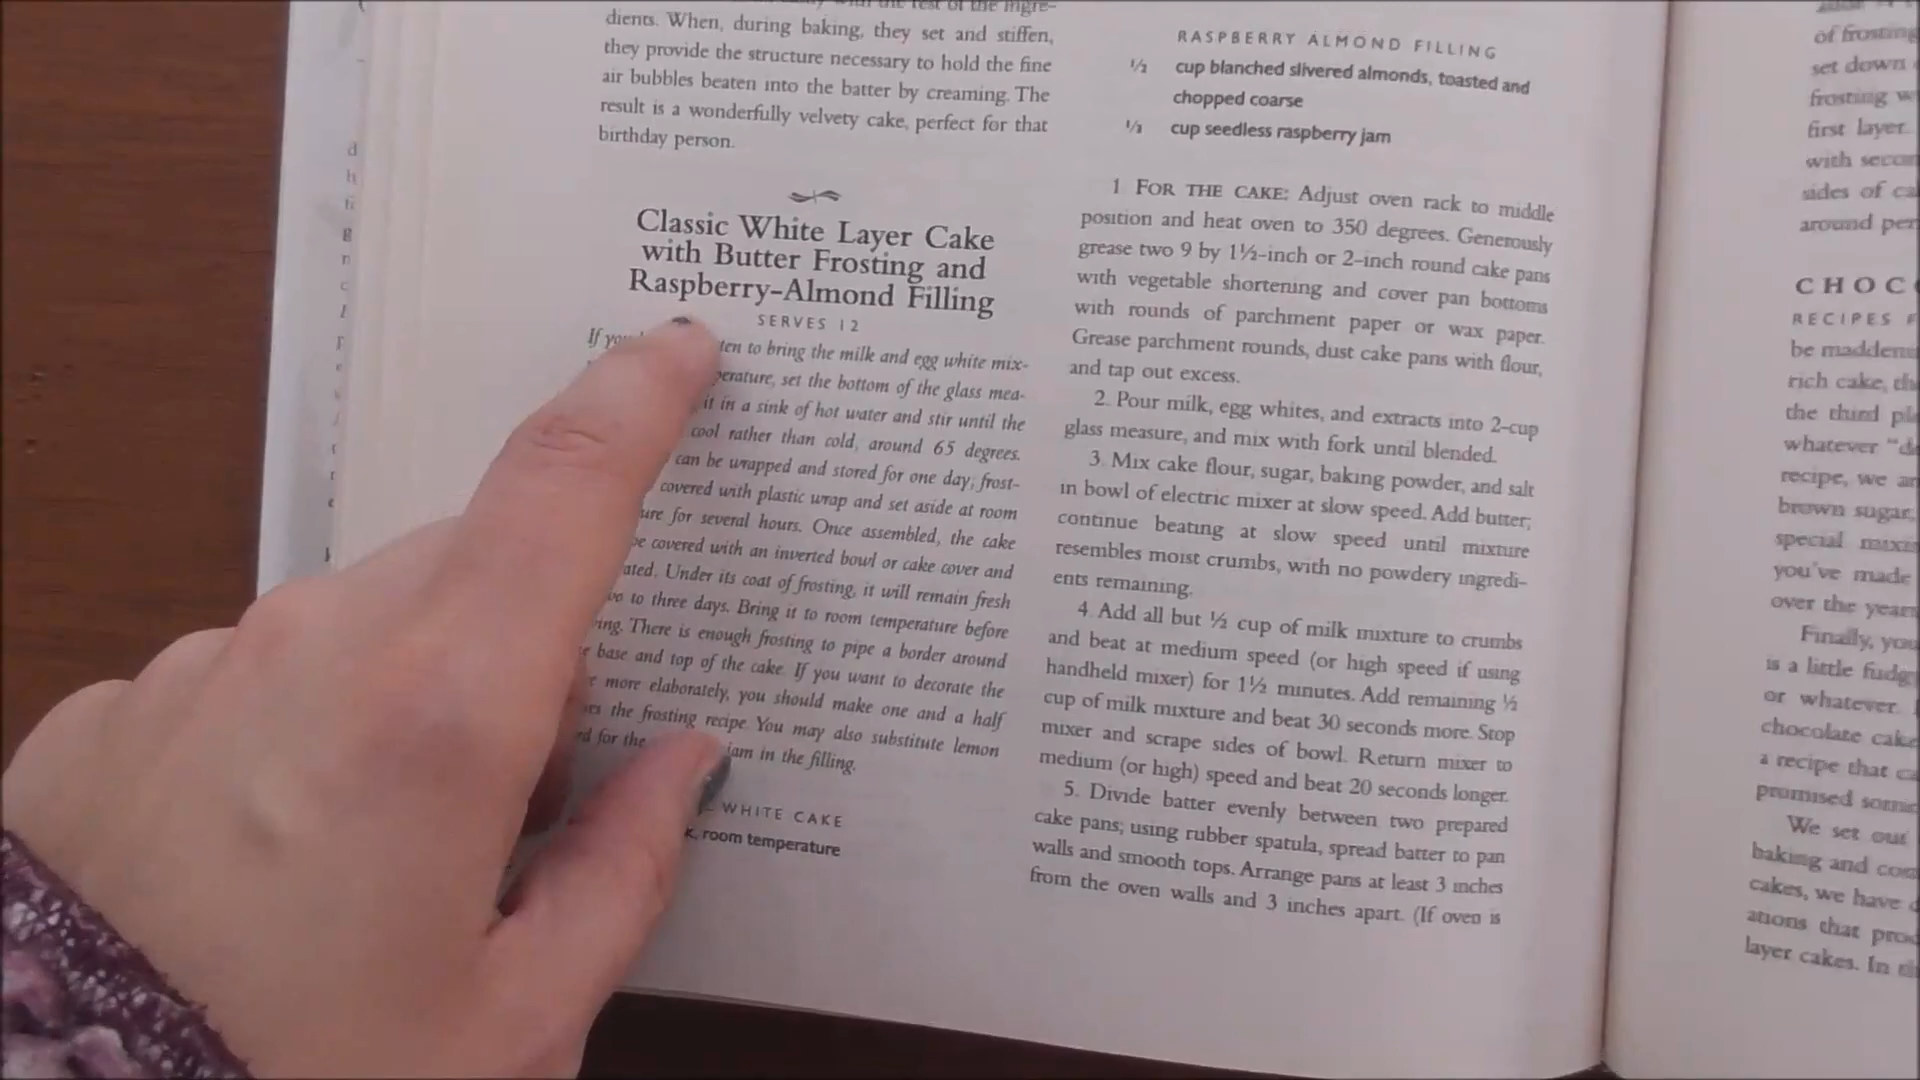 dients. When, during baking, they set and stiffen,
they provide the structure necessary to hold the fine
air bubbles beaten into the batter by creaming. The
result is a wonderfully velvety cake, perfect for that
birthday person.
Classic White Layer Cake
with Butter Frosting and
Raspberry-Almond Filling
SERVES 12
If you to bring the milk and egg white mix-
set the bottom of the glass mea-
it in a sink of hot water and stir until the
cool rather than cold, around 65 degrees.
can be wrapped and stored for one day; frost-
covered with plastic wrap and set aside at room
for several hours. Once assembled, the cake
covered with an inverted bowl or cake cover and
Under its coat of frosting, it will remain fresh
to three days. Bring it to room temperature before
There is enough frosting to pipe a border around
base and top of the cake. If you want to decorate the
more elaborately, you should make one and a half
the frosting recipe. You may also substitute lemon
for the jam in the filling.
WHITE CAKE
room temperature
RASPBERRY ALMOND FILLING
1/2 cup blanched slivered almonds, toasted and
chopped coarse
1/3 cup seedless raspberry jam
1 FOR THE CAKE: Adjust oven rack to middle
position and heat oven to 350 degrees. Generously
grease two 9 by 1½-inch or 2-inch round cake pans
with vegetable shortening and cover pan bottoms
with rounds of parchment paper or wax paper.
Grease parchment rounds, dust cake pans with flour,
and tap out excess.
2. Pour milk, egg whites, and extracts into 2-cup
glass measure, and mix with fork until blended.
3. Mix cake flour, sugar, baking powder, and salt
in bowl of electric mixer at slow speed. Add butter;
continue beating at slow speed until mixture
resembles moist crumbs, with no powdery ingredi-
ents remaining.
4 Add all but ½ cup of milk mixture to crumbs
and beat at medium speed (or high speed if using
handheld mixer) for 1½ minutes. Add remaining ½
cup of milk mixture and beat 30 seconds more. Stop
mixer and scrape sides of bowl. Return mixer to
medium (or high) speed and beat 20 seconds longer.
5. Divide batter evenly between two prepared
cake pans; using rubber spatula, spread batter to pan
walls and smooth tops. Arrange pans at least 3 inches
from the oven walls and 3 inches apart. (If oven is
of frosting
set down
frosting
first layer.
with
sides of
around
CHOC
RECIPES
be
rich cake,
the third
whatever
recipe, we
brown sugar,
special
you've made
over the years
Finally, you
is a little
or whatever.
chocolate
a recipe that
promised
We set out
baking and
cakes, we have
ations that
layer cakes. In